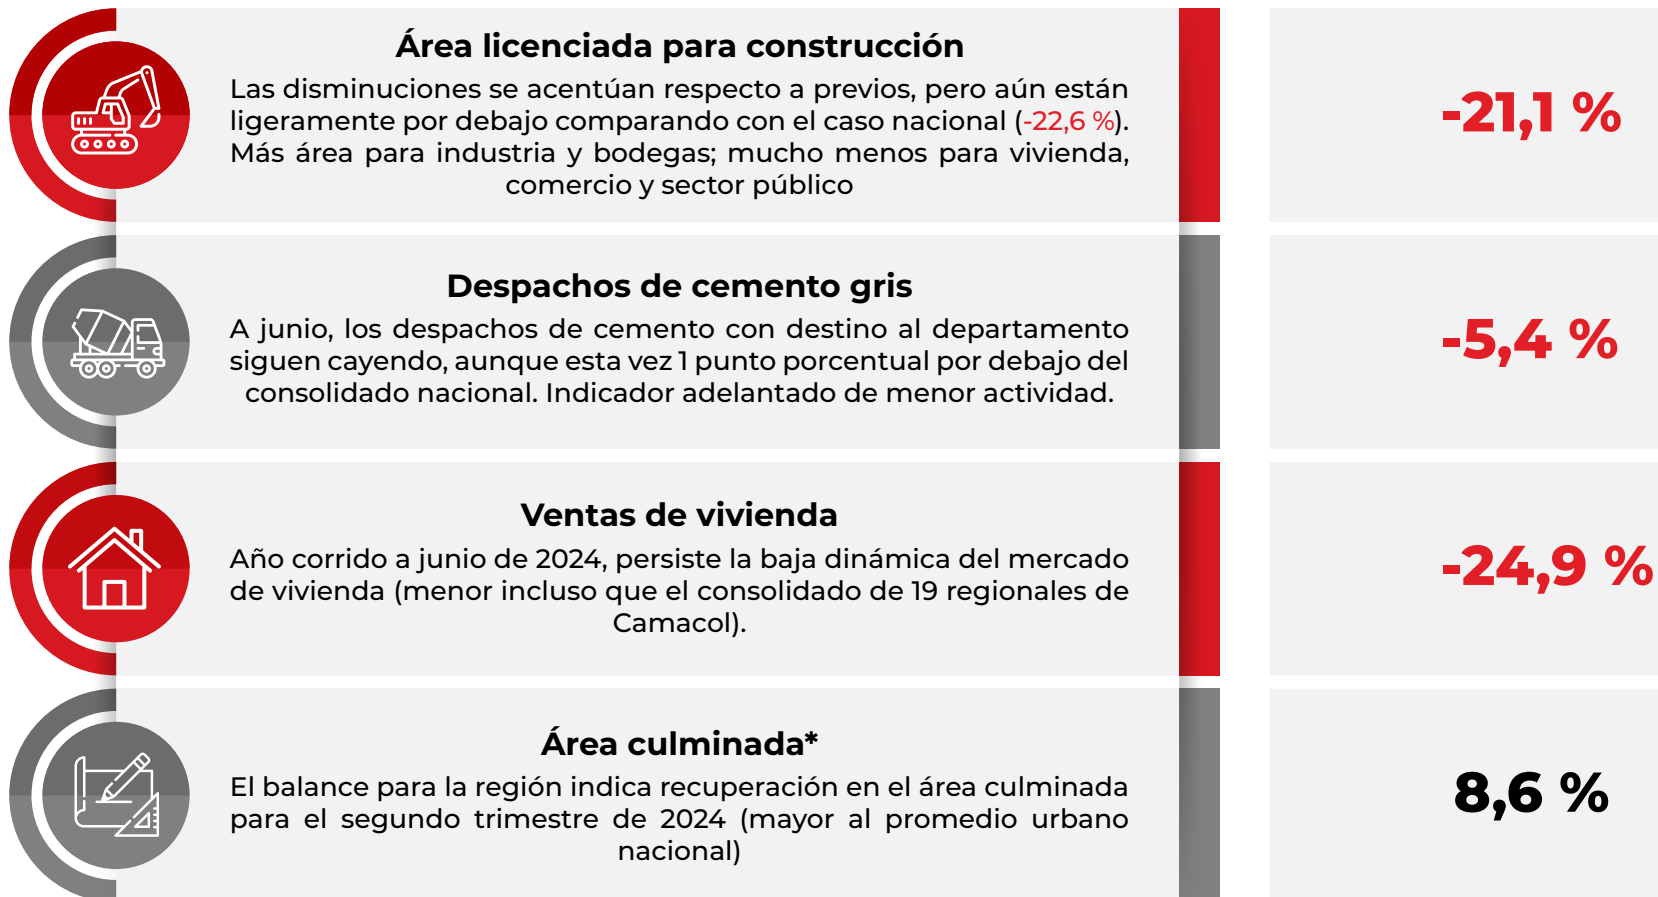 Área licenciada para construcción
Las disminuciones se acentúan respecto a previos, pero aún están
ligeramente por debajo comparando con el caso nacional (-22,6 %).
Más área para industria y bodegas; mucho menos para vivienda,
comercio y sector público
-21,1 %
Despachos de cemento gris
A junio, los despachos de cemento con destino al departamento
siguen cayendo, aunque esta vez 1 punto porcentual por debajo del
consolidado nacional. Indicador adelantado de menor actividad.
-5,4 %
Ventas de vivienda
Año corrido a junio de 2024, persiste la baja dinámica del mercado
de vivienda (menor incluso que el consolidado de 19 regionales de
Camacol).
-24,9 %
Área culminada*
El balance para la región indica recuperación en el área culminada
para el segundo trimestre de 2024 (mayor al promedio urbano
nacional)
8,6 %